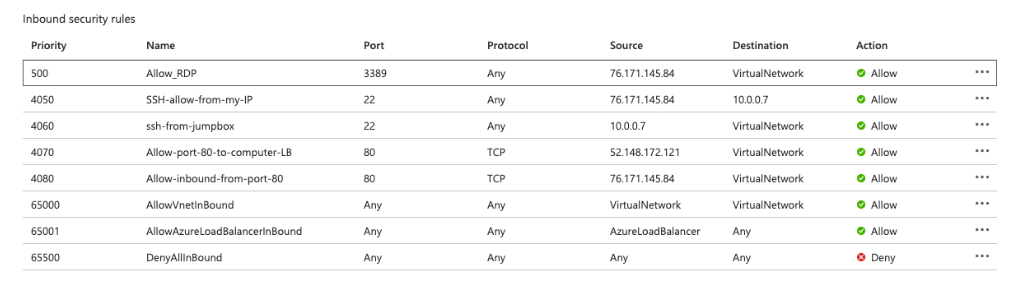 Inbound security rules
Priority Name Port Protocol Source Destination Action
500 Allow_RDP 3389 Any 76.171.145.84 VirtualNetwork Allow
4050 SSH-allow-from-my-IP 22 Any 76.171.145.84 10.0.0.7 Allow
4060 ssh-from-jumpbox 22 Any 10.0.0.7 VirtualNetwork Allow
4070 Allow-port-80-to-computer-LB 80 TCP 52.148.172.121 VirtualNetwork Allow
4080 Allow-inbound-from-port-80 80 TCP 76.171.145.84 VirtualNetwork Allow
65000 AllowVnetInBound Any Any VirtualNetwork VirtualNetwork Allow
65001 AllowAzureLoadBalancerInBound Any Any AzureLoadBalancer Any Allow
65500 DenyAllInBound Any Any Any Any Deny